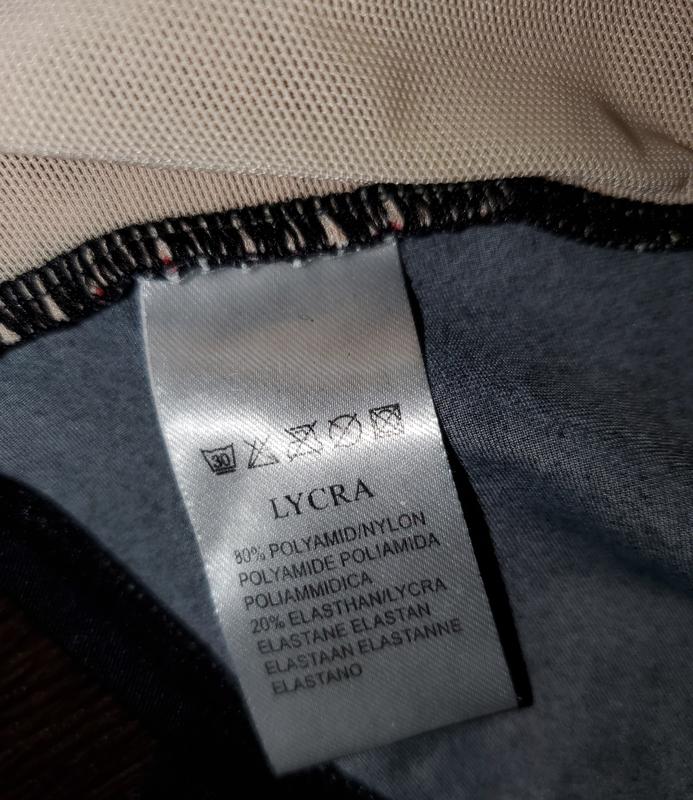 30
LYCRA
80% POLYAMID/NYLON
POLYAMIDE POLIAMIDA
POLIAMMIDICA
20% ELASTHAN/LYCRA
ELASTANE ELASTAN
ELASTAAN ELASTANNE
ELASTANO